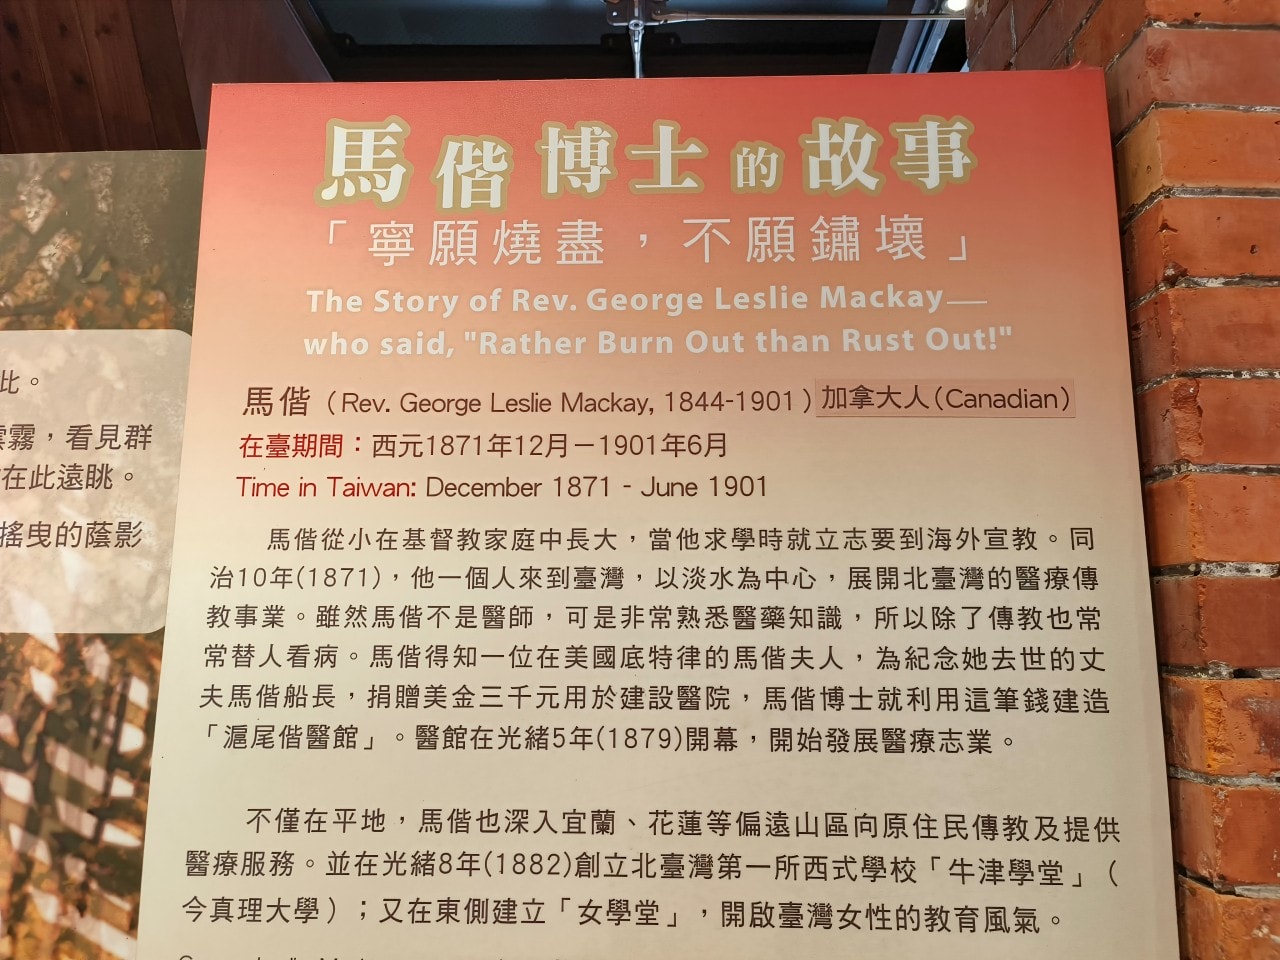 馬偕博士的故事
「寧願燒盡，不願鏽壞」
The Story of Rev. George Leslie Mackay—
who said, "Rather Burn Out than Rust Out!"
馬偕（Rev. George Leslie Mackay, 1844-1901）加拿大人(Canadian)
在臺期間：西元1871年12月－1901年6月
Time in Taiwan: December 1871 - June 1901
馬偕從小在基督教家庭中長大，當他求學時就立志要到海外宣教。同
治10年(1871)，他一個人來到臺灣，以淡水為中心，展開北臺灣的醫療傳
教事業。雖然馬偕不是醫師，可是非常熟悉醫藥知識，所以除了傳教也常
常替人看病。馬偕得知一位在美國底特律的馬偕夫人，為紀念她去世的丈
夫馬偕船長，捐贈美金三千元用於建設醫院，馬偕博士就利用這筆錢建造
「滬尾偕醫館」。醫館在光緒5年(1879)開幕，開始發展醫療志業。
不僅在平地，馬偕也深入宜蘭、花蓮等偏遠山區向原住民傳教及提供
醫療服務。並在光緒8年(1882)創立北臺灣第一所西式學校「牛津學堂」（
今真理大學）；又在東側建立「女學堂」，開啟臺灣女性的教育風氣。
此。
霧，看見群
在此遠眺。
搖曳的蔭影